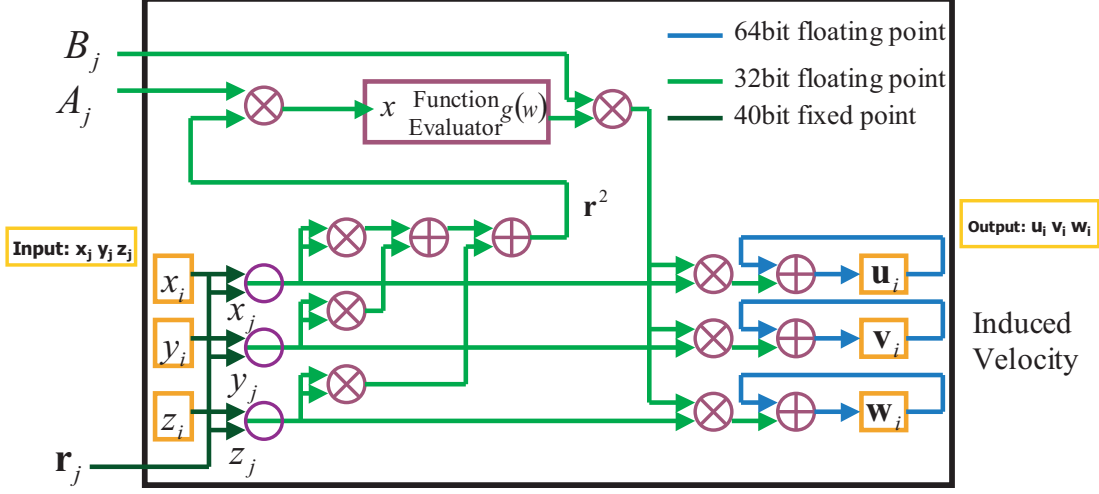 B_j
A_j
x Function Evaluator g(w)
64bit floating point
32bit floating point
40bit fixed point
r^2
Input: x_j y_j z_j
Output: u_i v_i w_i
x_i
x_j
u_i
y_i
y_j
v_i
Induced
Velocity
z_i
z_j
w_i
r_j